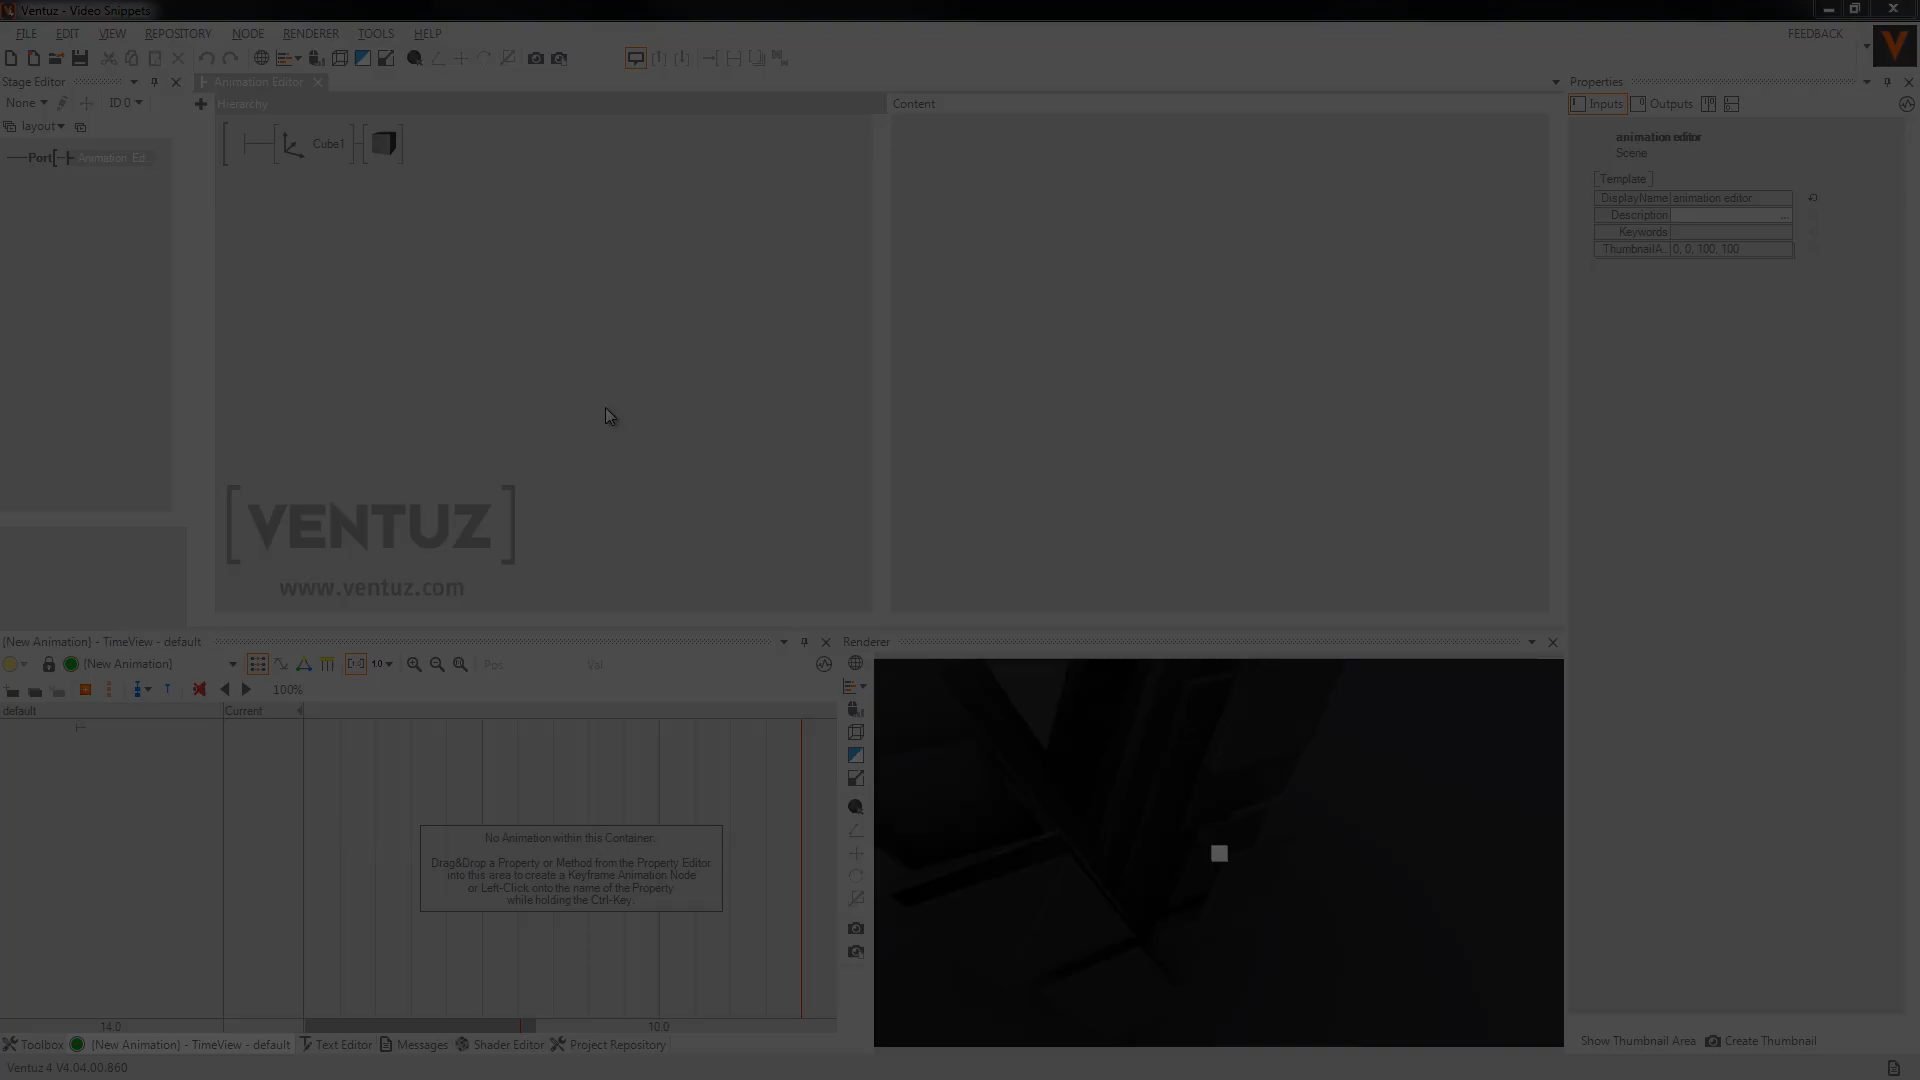 Ventuz - Video Snippets
FILE EDIT VIEW REPOSITORY NODE RENDERER TOOLS HELP
FEEDBACK
Stage Editor
None
ID 0
layout
Port
Animation Ed...
Animation Editor
Hierarchy
Cube1
VENTUZ
www.ventuz.com
Content
Properties
Inputs
Outputs
animation editor
Scene
Template
DisplayName animation editor
Description ...
Keywords
ThumbnailA... 0, 0, 100, 100
(New Animation) - TimeView - default
(New Animation)
1.0
Pos
Val
100%
default
Current
No Animation within this Container.
Drag&Drop a Property or Method from the Property Editor
into this area to create a Keyframe Animation Node
or Left-Click onto the name of the Property
while holding the Ctrl-Key.
14.0
10.0
Renderer
Toolbox
(New Animation) - TimeView - default
Text Editor
Messages
Shader Editor
Project Repository
Show Thumbnail Area
Create Thumbnail
Ventuz 4 V4.04.00.860